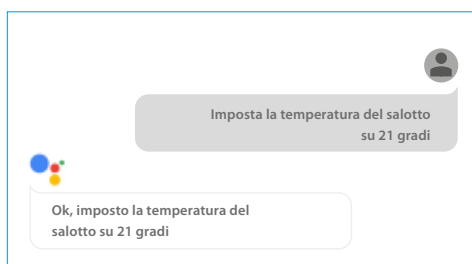 Imposta la temperatura del salotto
su 21 gradi
Ok, imposto la temperatura del
salotto su 21 gradi